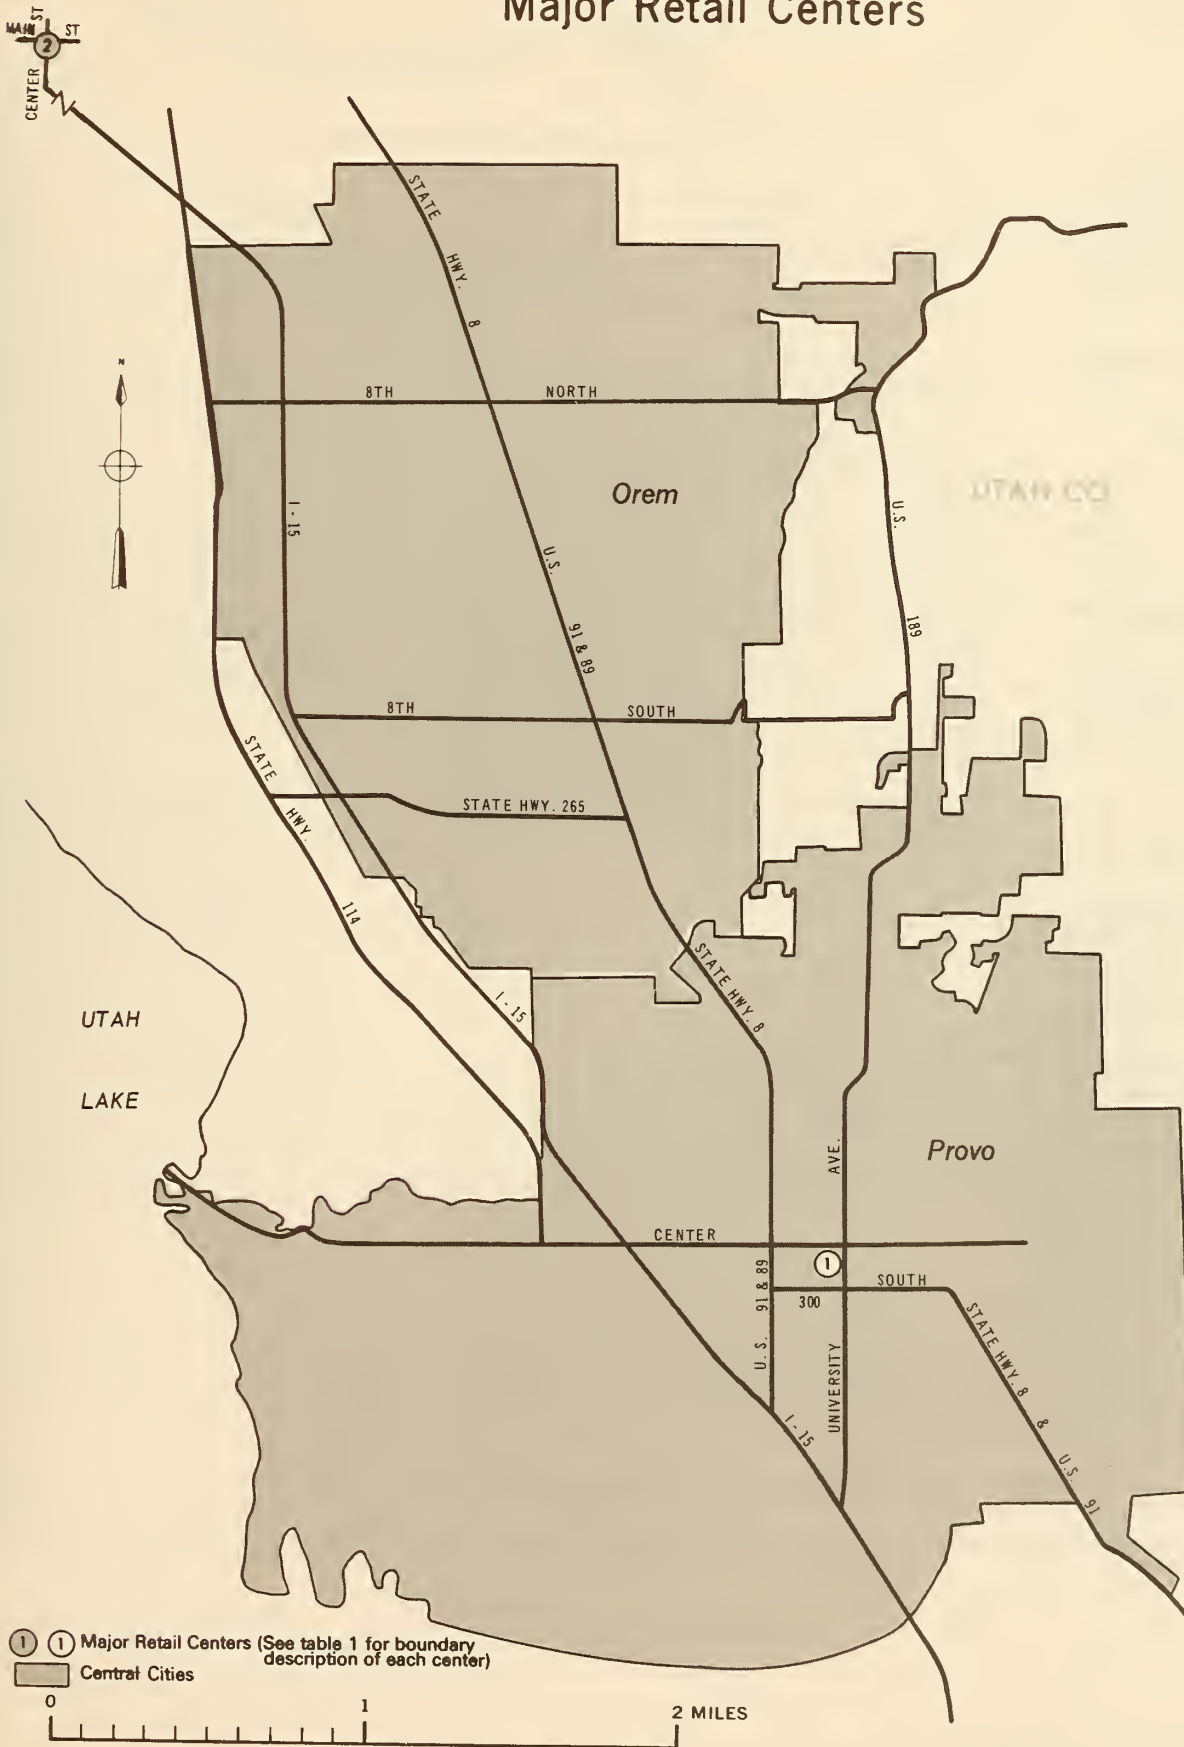 Major Retail Centers
ST
MAIN ST
2
CENTER
STATE
HWY.
8
N
8TH NORTH
Orem
UTAH CO
I - 15
U.S.
U.S.
91 & 89
189
8TH SOUTH
STATE
HWY.
114
STATE HWY. 265
STATE HWY. 8
I - 15
UTAH
LAKE
AVE.
Provo
CENTER
1
U.S. 91 & 89
300 SOUTH
UNIVERSITY
I - 15
STATE HWY. 8 & U.S. 91
1 1 Major Retail Centers (See table 1 for boundary
description of each center)
Central Cities
0 1 2 MILES